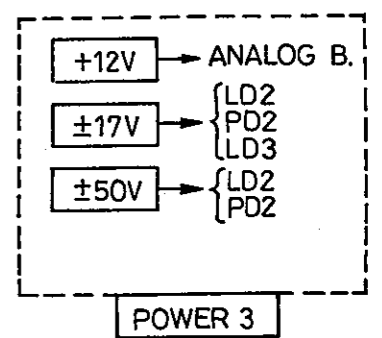 +12V ANALOG B.
LD2
±17V PD2
LD3
±50V LD2
PD2
POWER 3